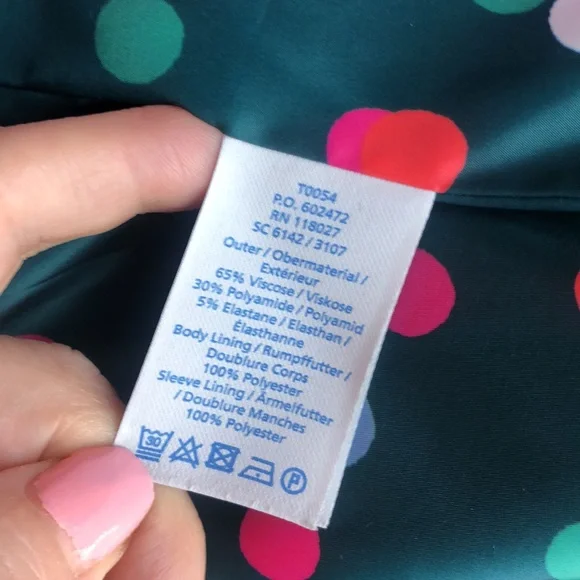 T0054
P.O. 602472
RN 118027
SC 6142 / 3107
Outer / Obermaterial /
Extérieur
65% Viscose / Viskose
30% Polyamide / Polyamid
5% Elastane / Elasthan /
Élasthanne
Body Lining / Rumpffutter /
Doublure Corps
100% Polyester
Sleeve Lining / Ärmelfutter
/ Doublure Manches
100% Polyester
30 P